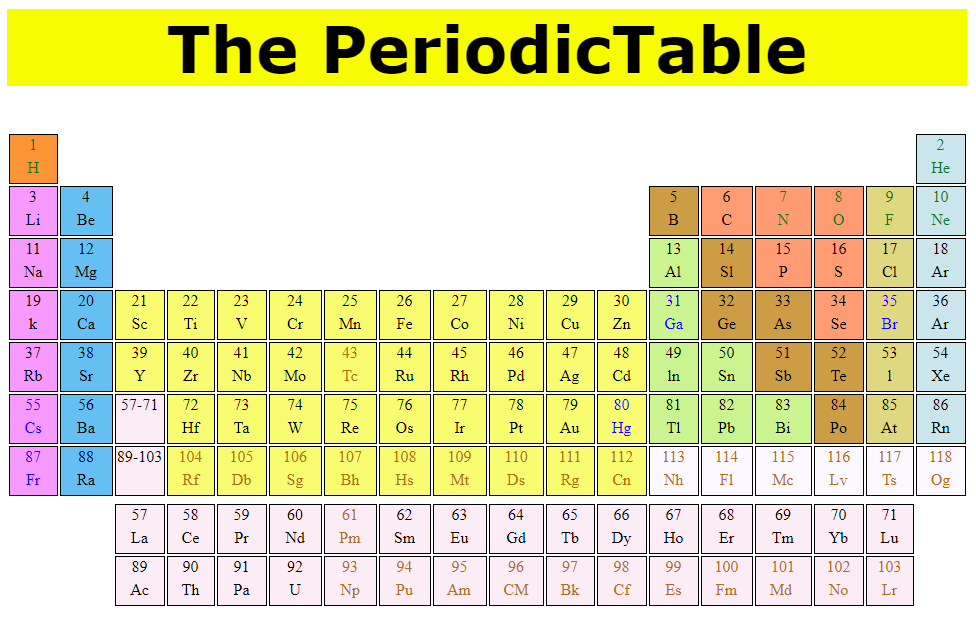 The PeriodicTable
1 2
H He
3 4 5 6 7 8 9 10
Li Be B C N O F Ne
11 12 13 14 15 16 17 18
Na Mg Al Sl P S Cl Ar
19 20 21 22 23 24 25 26 27 28 29 30 31 32 33 34 35 36
k Ca Sc Ti V Cr Mn Fe Co Ni Cu Zn Ga Ge As Se Br Ar
37 38 39 40 41 42 43 44 45 46 47 48 49 50 51 52 53 54
Rb Sr Y Zr Nb Mo Tc Ru Rh Pd Ag Cd In Sn Sb Te l Xe
55 56 57-71 72 73 74 75 76 77 78 79 80 81 82 83 84 85 86
Cs Ba Hf Ta W Re Os Ir Pt Au Hg Tl Pb Bi Po At Rn
87 88 89-103 104 105 106 107 108 109 110 111 112 113 114 115 116 117 118
Fr Ra Rf Db Sg Bh Hs Mt Ds Rg Cn Nh Fl Mc Lv Ts Og
57 58 59 60 61 62 63 64 65 66 67 68 69 70 71
La Ce Pr Nd Pm Sm Eu Gd Tb Dy Ho Er Tm Yb Lu
89 90 91 92 93 94 95 96 97 98 99 100 101 102 103
Ac Th Pa U Np Pu Am CM Bk Cf Es Fm Md No Lr